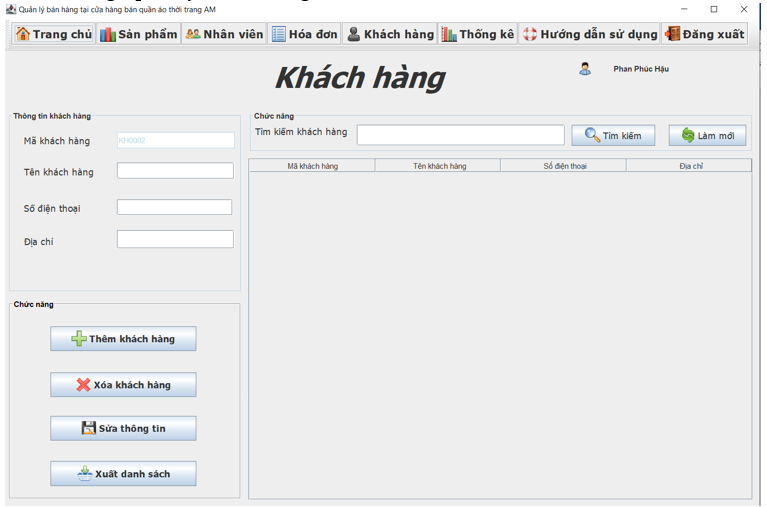 Quản lý bán hàng tại cửa hàng bán quần áo thời trang AM
Trang chủ Sản phẩm Nhân viên Hóa đơn Khách hàng Thống kê Hướng dẫn sử dụng Đăng xuất
Khách hàng
Phan Phúc Hậu
Thông tin khách hàng
Mã khách hàng KH0002
Tên khách hàng
Số điện thoại
Địa chỉ
Chức năng
Tìm kiếm khách hàng Tìm kiếm Làm mới
Mã khách hàng Tên khách hàng Số điện thoại Địa chỉ
Chức năng
Thêm khách hàng
Xóa khách hàng
Sửa thông tin
Xuất danh sách